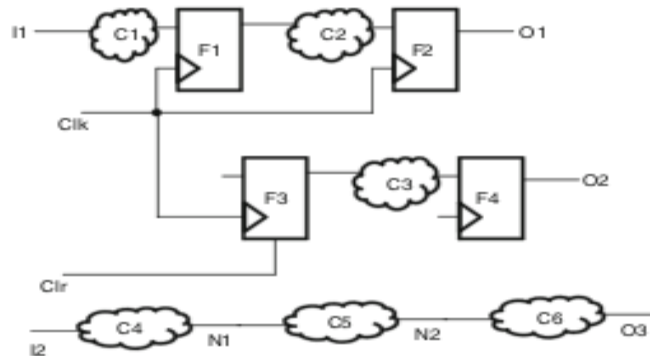 I1 C1 F1 C2 F2 O1
Clk
F3 C3 F4 O2
Clr
I2 C4 N1 C5 N2 C6 O3